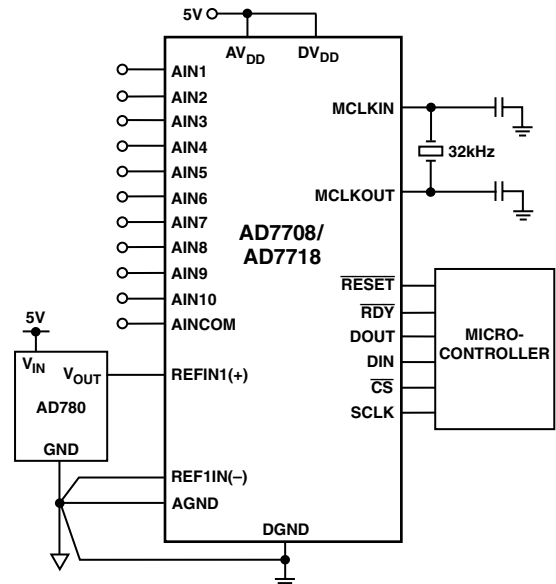 5V
AVDD DVDD
AIN1
AIN2
AIN3
AIN4
AIN5
AIN6
AIN7
AIN8
AIN9
AIN10
AINCOM
REFIN1(+)
REF1IN(–)
AGND
DGND
AD7708/
AD7718
MCLKIN
32kHz
MCLKOUT
RESET
RDY
DOUT
DIN
CS
SCLK
MICRO-
CONTROLLER
5V
VIN
VOUT
AD780
GND